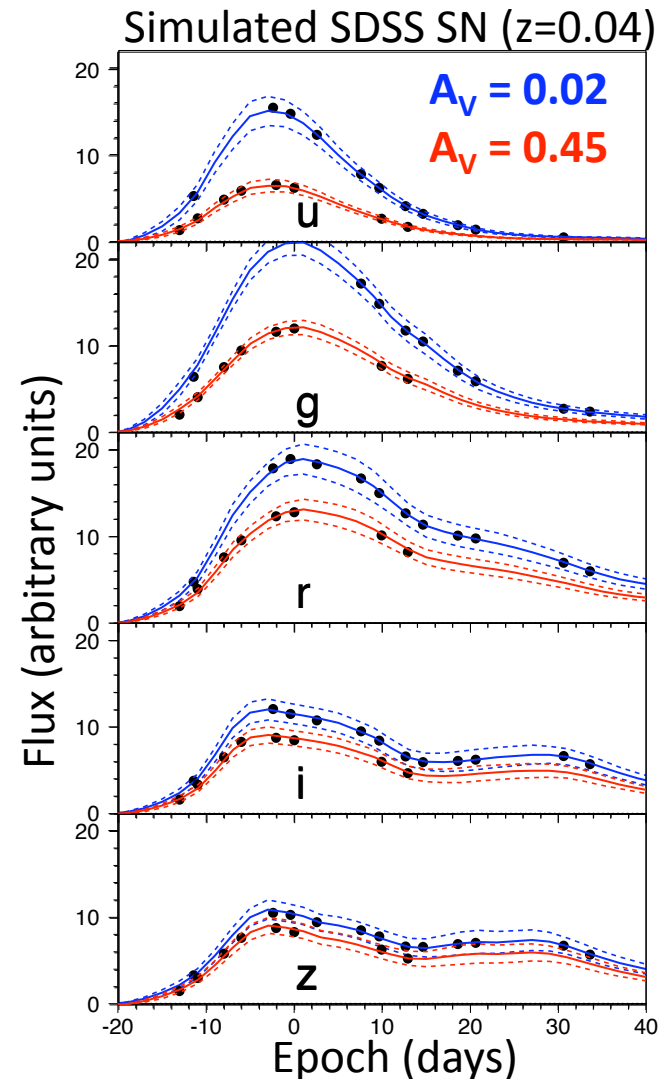 Simulated SDSS SN (z=0.04)
A_V = 0.02
A_V = 0.45
20
10
0
u
20
10
0
g
20
10
0
r
20
10
0
i
20
10
0
z
-20 -10 0 10 20 30 40
Epoch (days)
Flux (arbitrary units)